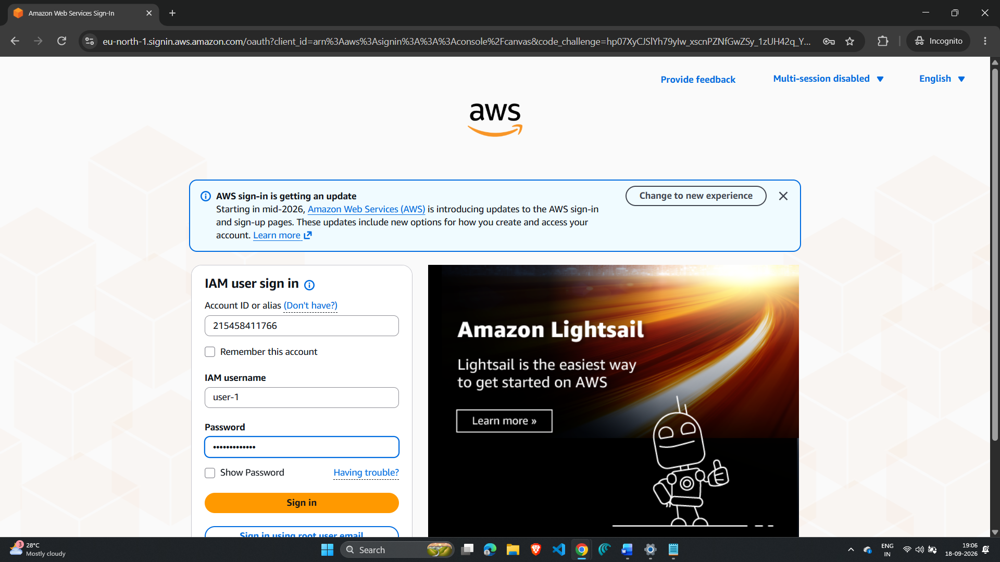 Amazon Web Services Sign-In
eu-north-1.signin.aws.amazon.com/oauth?client_id=arn%3Aaws%3Asignin%3A%3A%3Aconsole%2Fcanvas&code_challenge=hp07XyCJSlYh79yIw_xscnPZNfGwZSy_1zUH42q_Y...
Incognito
Provide feedback
Multi-session disabled
English
aws
AWS sign-in is getting an update
Change to new experience
Starting in mid-2026, Amazon Web Services (AWS) is introducing updates to the AWS sign-in
and sign-up pages. These updates include new options for how you create and access your
account. Learn more
IAM user sign in
Account ID or alias (Don't have?)
215458411766
Remember this account
IAM username
user-1
Password
•••••••••••••
Show Password
Having trouble?
Sign in
Sign in using root user email
Amazon Lightsail
Lightsail is the easiest way
to get started on AWS
Learn more »
3
28°C
Mostly cloudy
Search
ENG
IN
19:06
18-09-2026